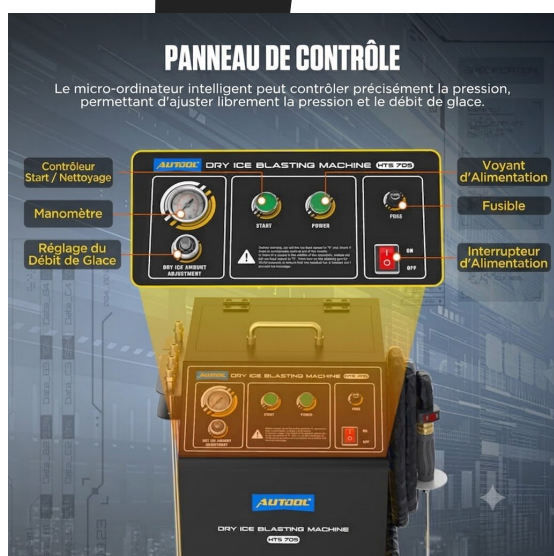 PANNEAU DE CONTRÔLE
Le micro-ordinateur intelligent peut contrôler précisément la pression,
permettant d'ajuster librement la pression et le débit de glace.
Contrôleur
Start / Nettoyage
Manomètre
Réglage du
Débit de Glace
AUTOOL DRY ICE BLASTING MACHINE HTS 705
START
POWER
FUSS
DRY ICE AMBUNT
ADJUSTMENT
ON
OFF
Voyant
d'Alimentation
Fusible
Interrupteur
d'Alimentation
AUTOOL DRY ICE BLASTING MACHINE HTS 705
START
POWER
ON
OFF
AUTOOL
DRY ICE BLASTING MACHINE
HTS 705